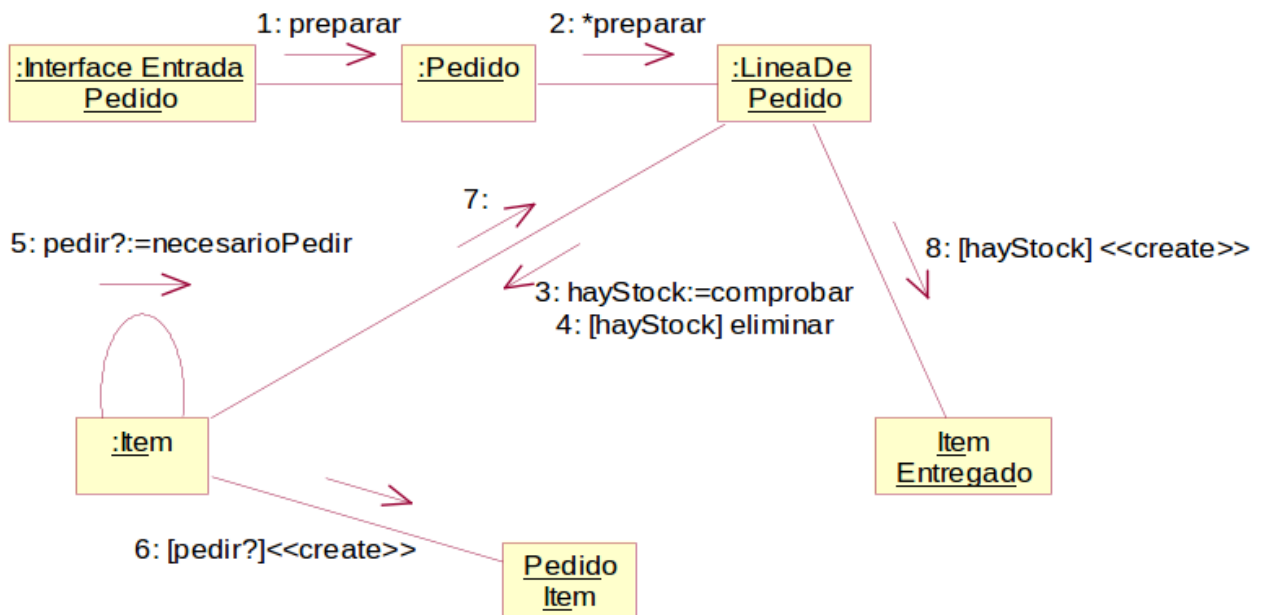 1: preparar
2: *preparar
:Interface Entrada
Pedido
:Pedido
:LineaDe
Pedido
7:
5: pedir?:=necesarioPedir
8: [hayStock] <<create>>
3: hayStock:=comprobar
4: [hayStock] eliminar
:Item
Item
Entregado
6: [pedir?]<<create>>
Pedido
Item